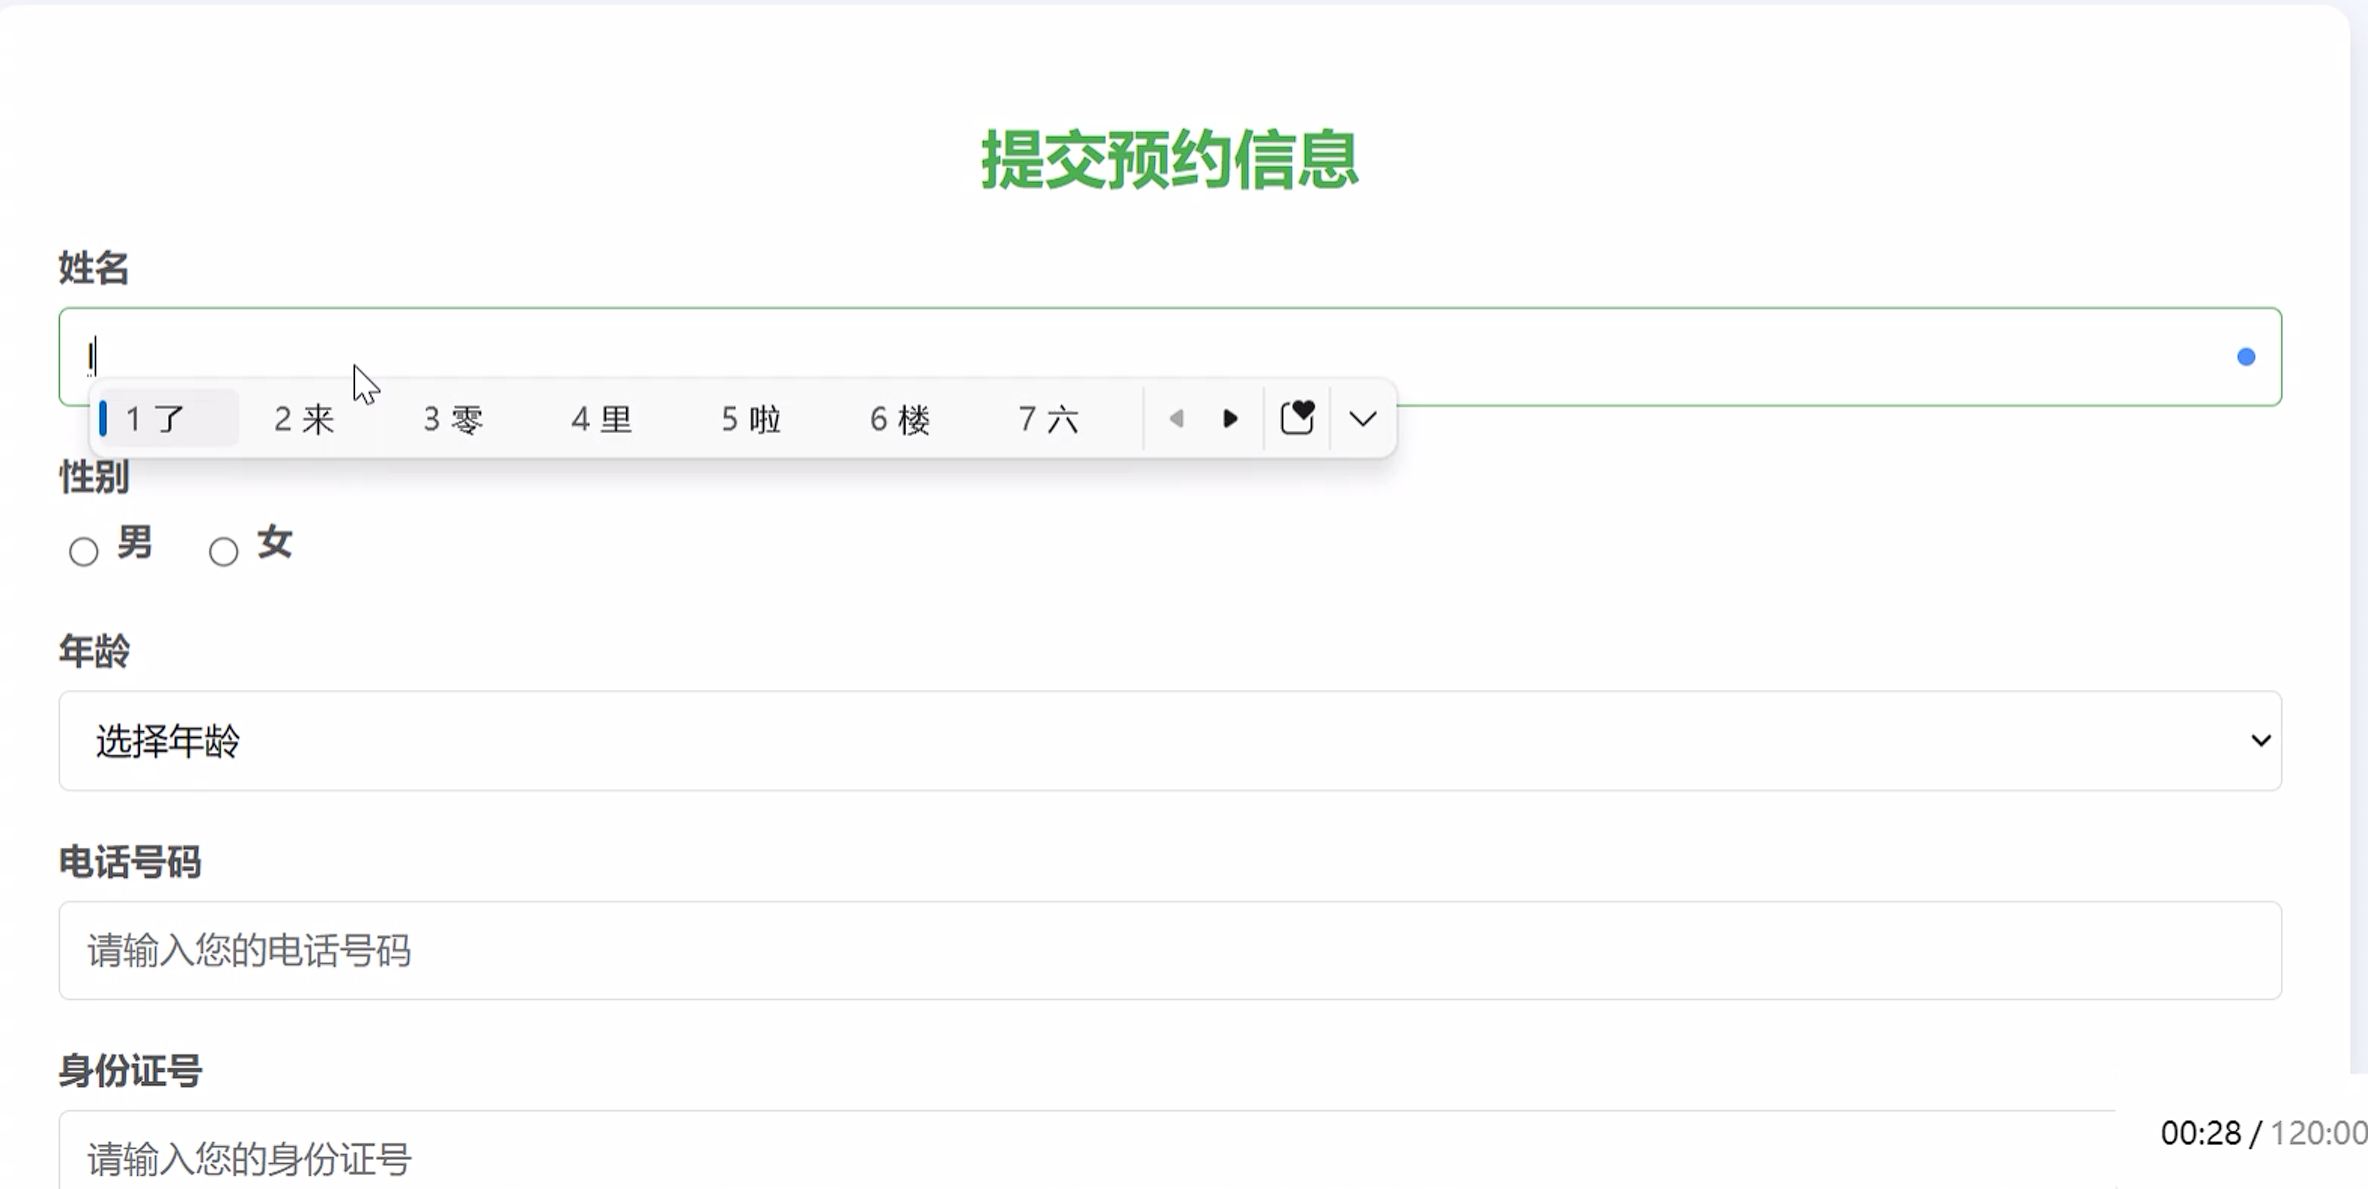 提交预约信息
姓名
l
1 了 2 来 3 零 4 里 5 啦 6 楼 7 六
性别
男 女
年龄
选择年龄
电话号码
请输入您的电话号码
身份证号
请输入您的身份证号
00:28 / 120:00